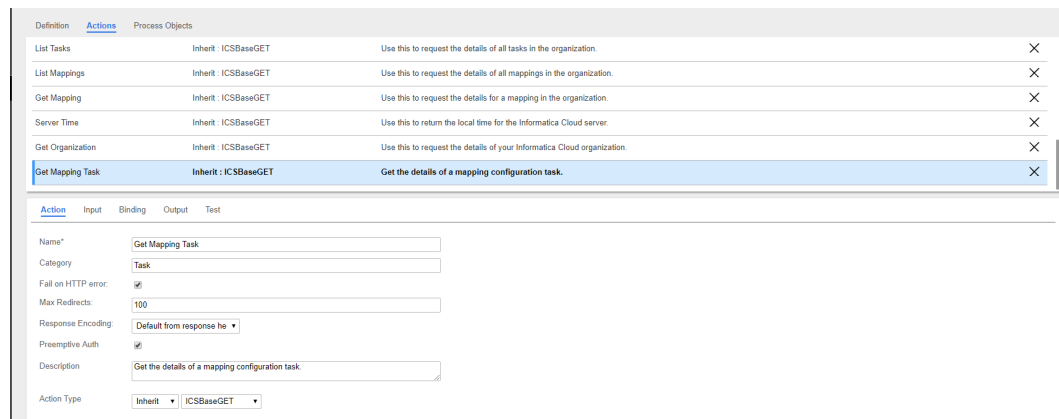 Definition Actions Process Objects
List Tasks Inherit : ICSBaseGET Use this to request the details of all tasks in the organization.
List Mappings Inherit : ICSBaseGET Use this to request the details of all mappings in the organization.
Get Mapping Inherit : ICSBaseGET Use this to request the details for a mapping in the organization.
Server Time Inherit : ICSBaseGET Use this to return the local time for the Informatica Cloud server.
Get Organization Inherit : ICSBaseGET Use this to request the details of your Informatica Cloud organization.
Get Mapping Task Inherit : ICSBaseGET Get the details of a mapping configuration task.
Action Input Binding Output Test
Name* Get Mapping Task
Category Task
Fail on HTTP error:
Max Redirects: 100
Response Encoding: Default from response he
Preemptive Auth
Description Get the details of a mapping configuration task.
Action Type Inherit ICSBaseGET